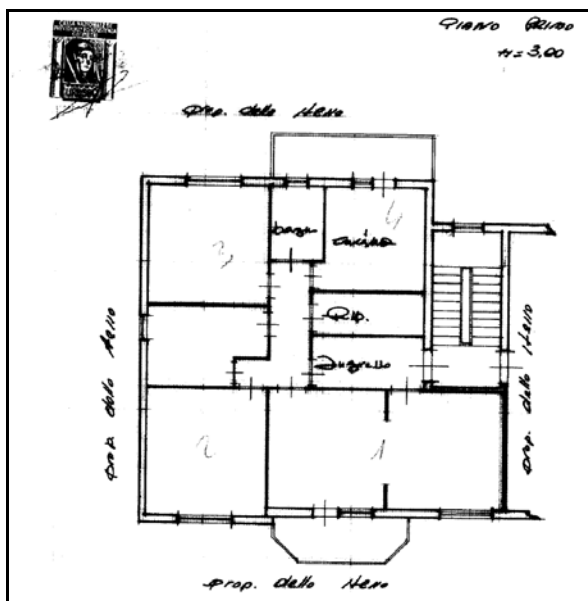 PIANO PRIMO
H = 3,00
prop. dello stesso
bagno
4
cucina
3
Rip.
prop. dello stesso
Ingresso
prop. dello stesso
2
1
prop. dello stesso